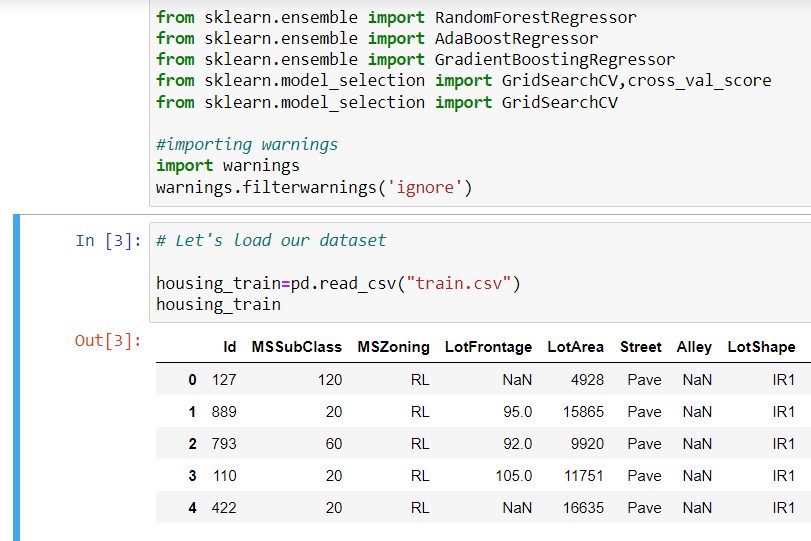 from sklearn.ensemble import RandomForestRegressor
from sklearn.ensemble import AdaBoostRegressor
from sklearn.ensemble import GradientBoostingRegressor
from sklearn.model_selection import GridSearchCV,cross_val_score
from sklearn.model_selection import GridSearchCV
#importing warnings
import warnings
warnings.filterwarnings('ignore')
In [3]: # Let's load our dataset
housing_train=pd.read_csv("train.csv")
housing_train
Out[3]:
Id MSSubClass MSZoning LotFrontage LotArea Street Alley LotShape
0 127 120 RL NaN 4928 Pave NaN IR1
1 889 20 RL 95.0 15865 Pave NaN IR1
2 793 60 RL 92.0 9920 Pave NaN IR1
3 110 20 RL 105.0 11751 Pave NaN IR1
4 422 20 RL NaN 16635 Pave NaN IR1